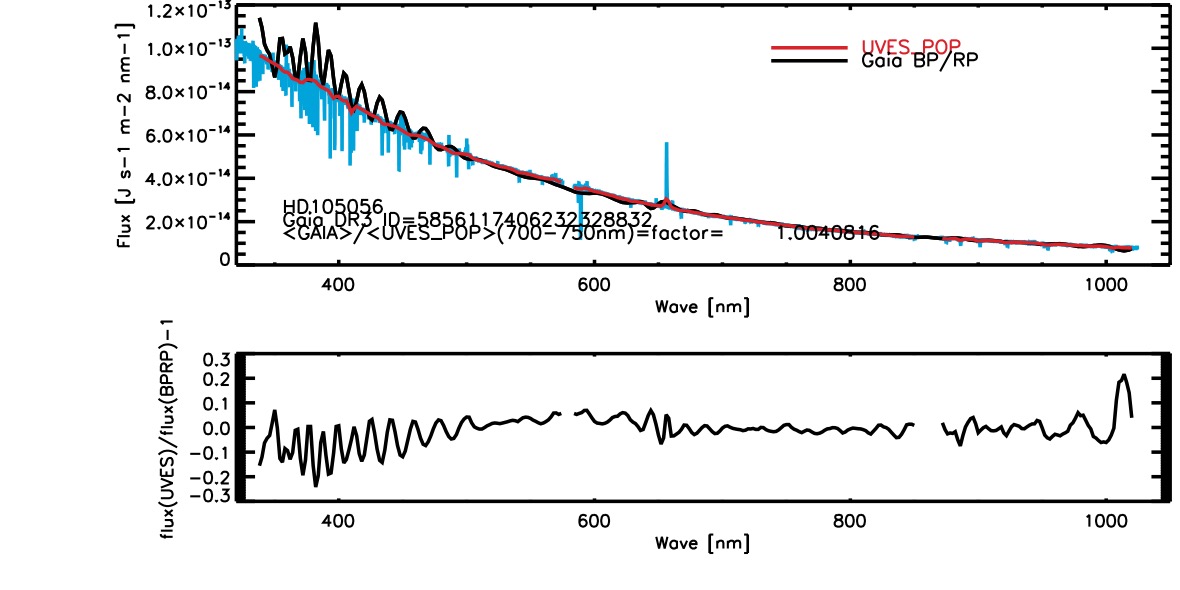 1.2×10⁻¹³
1.0×10⁻¹³
8.0×10⁻¹⁴
6.0×10⁻¹⁴
4.0×10⁻¹⁴
2.0×10⁻¹⁴
0
Flux [J s-1 m-2 nm-1]
UVES_POP
Gaia BP/RP
HD105056
Gaia DR3 ID=5856117406232328832
<GAIA>/<UVES_POP>(700-750nm)=factor= 1.0040816
400 600 800 1000
Wave [nm]
0.3
0.2
0.1
0.0
-0.1
-0.2
-0.3
flux(UVES)/flux(BPRP)-1
400 600 800 1000
Wave [nm]